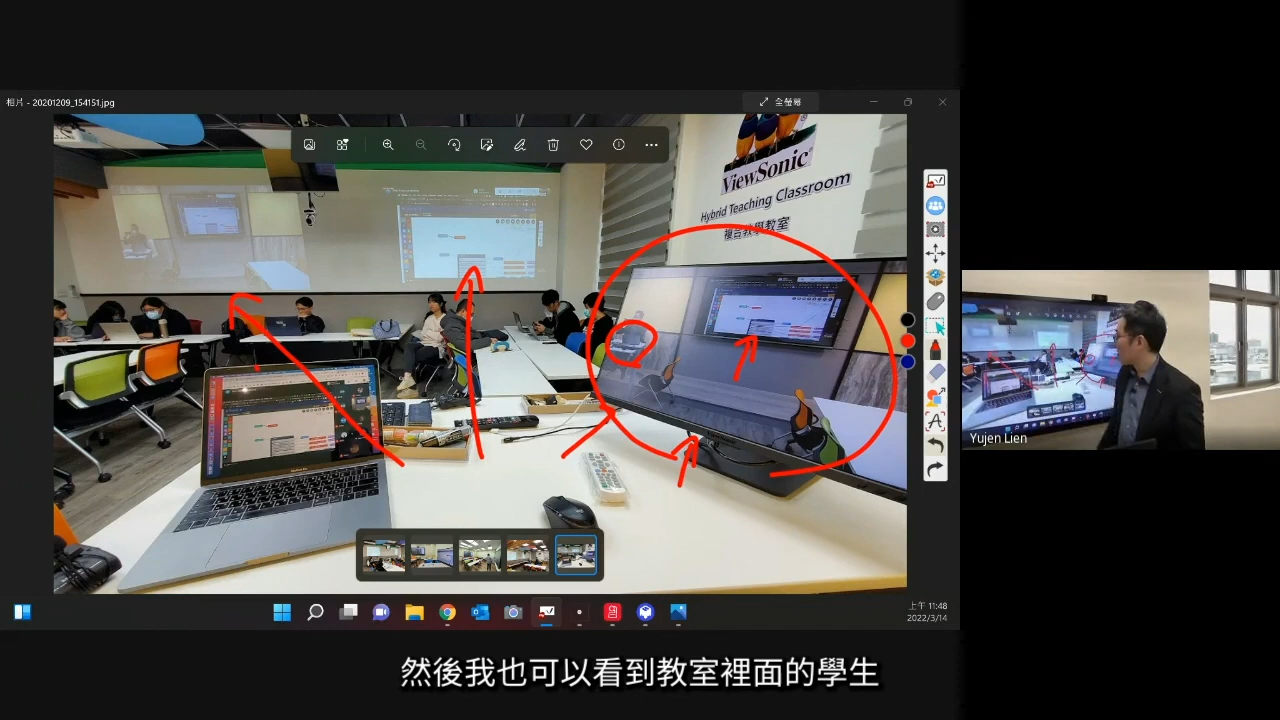 相片 - 20201209_154151.jpg
全螢幕
ViewSonic
Hybrid Teaching Classroom
複合教學教室
Yujen Lien
上午 11:48
2022/3/14
然後我也可以看到教室裡面的學生